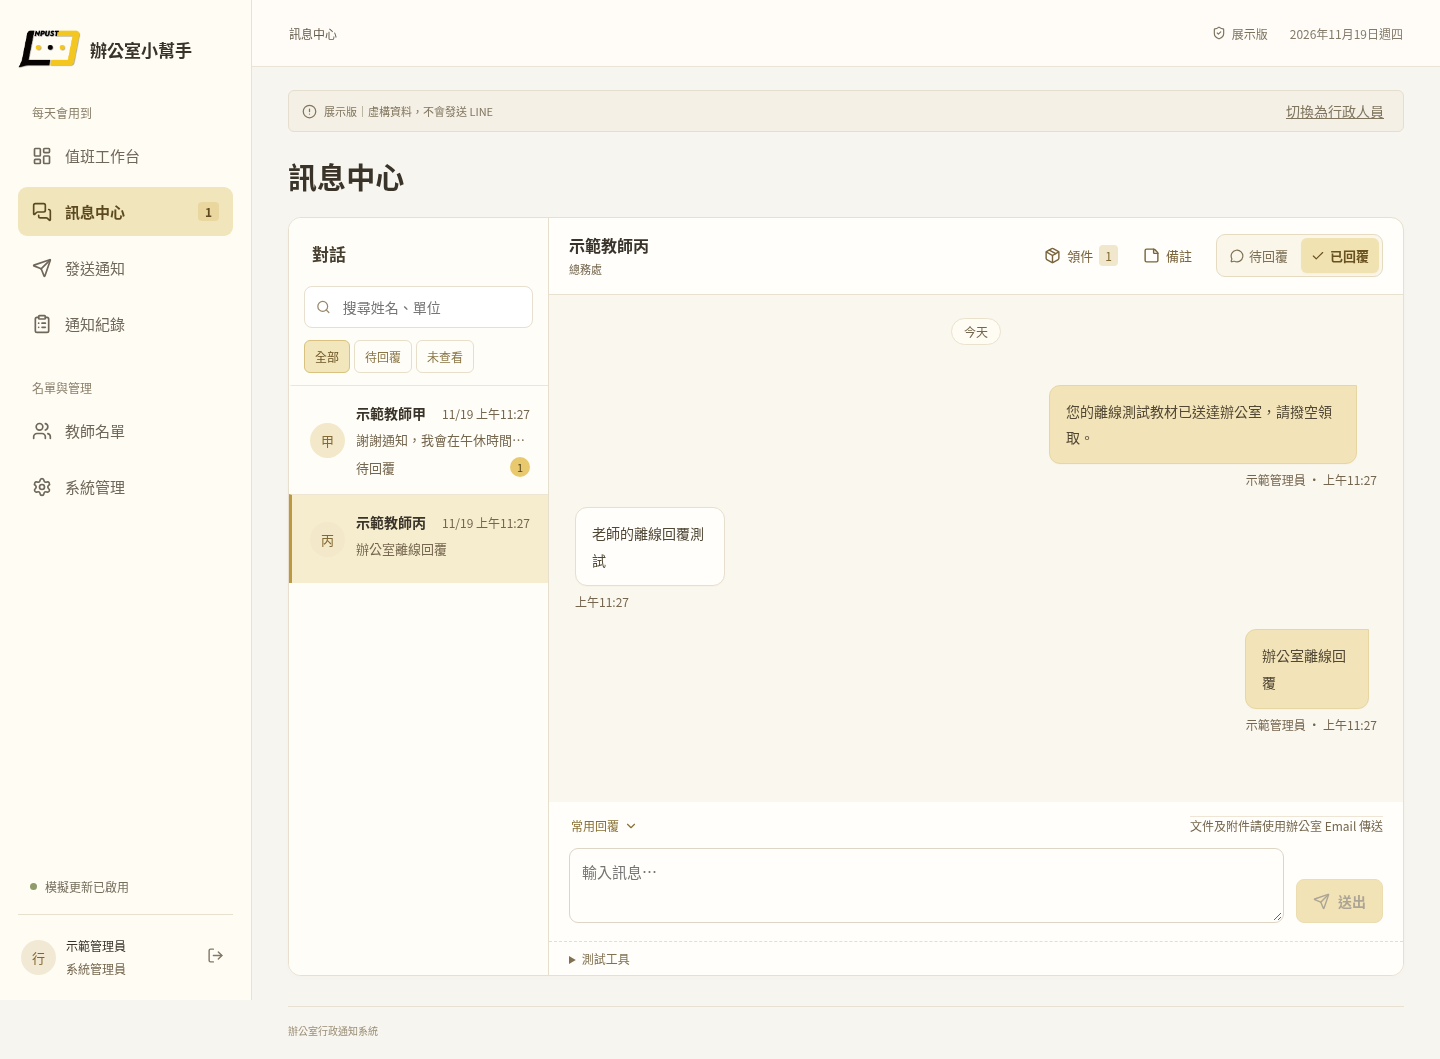 NPUST
辦公室小幫手
每天會用到
值班工作台
訊息中心 1
發送通知
通知紀錄
名單與管理
教師名單
系統管理
模擬更新已啟用
行
示範管理員
系統管理員
訊息中心
展示版 2026年11月19日週四
展示版｜虛構資料，不會發送 LINE
切換為行政人員
訊息中心
對話
搜尋姓名、單位
全部 待回覆 未查看
甲
示範教師甲 11/19 上午11:27
謝謝通知，我會在午休時間…
待回覆 1
丙
示範教師丙 11/19 上午11:27
辦公室離線回覆
示範教師丙
總務處
領件 1 備註 待回覆 已回覆
今天
您的離線測試教材已送達辦公室，請撥空領
取。
示範管理員 · 上午11:27
老師的離線回覆測
試
上午11:27
辦公室離線回
覆
示範管理員 · 上午11:27
常用回覆
文件及附件請使用辦公室 Email 傳送
輸入訊息…
送出
測試工具
辦公室行政通知系統